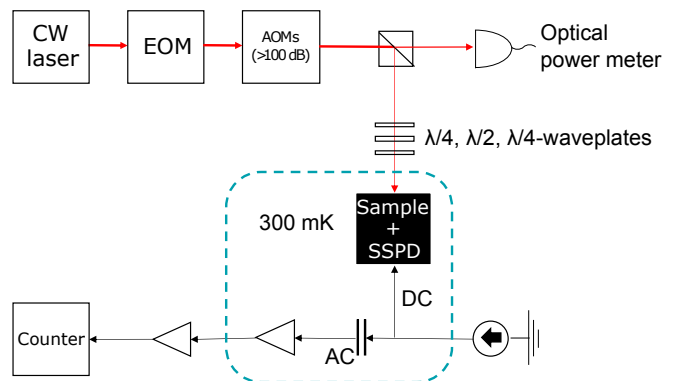 CW
laser
EOM
AOMs
(>100 dB)
Optical
power meter
λ/4, λ/2, λ/4-waveplates
300 mK
Sample
+
SSPD
DC
AC
Counter